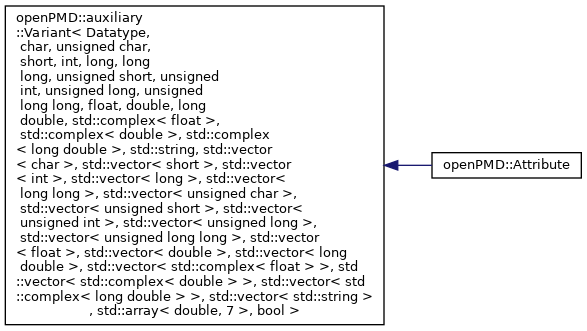 openPMD::auxiliary
::Variant< Datatype,
char, unsigned char,
short, int, long, long
long, unsigned short, unsigned
int, unsigned long, unsigned
long long, float, double, long
double, std::complex< float >,
std::complex< double >, std::complex
< long double >, std::string, std::vector
< char >, std::vector< short >, std::vector
< int >, std::vector< long >, std::vector<
long long >, std::vector< unsigned char >,
std::vector< unsigned short >, std::vector<
unsigned int >, std::vector< unsigned long >,
std::vector< unsigned long long >, std::vector
< float >, std::vector< double >, std::vector< long
double >, std::vector< std::complex< float > >, std
::vector< std::complex< double > >, std::vector< std
::complex< long double > >, std::vector< std::string >
, std::array< double, 7 >, bool >
openPMD::Attribute